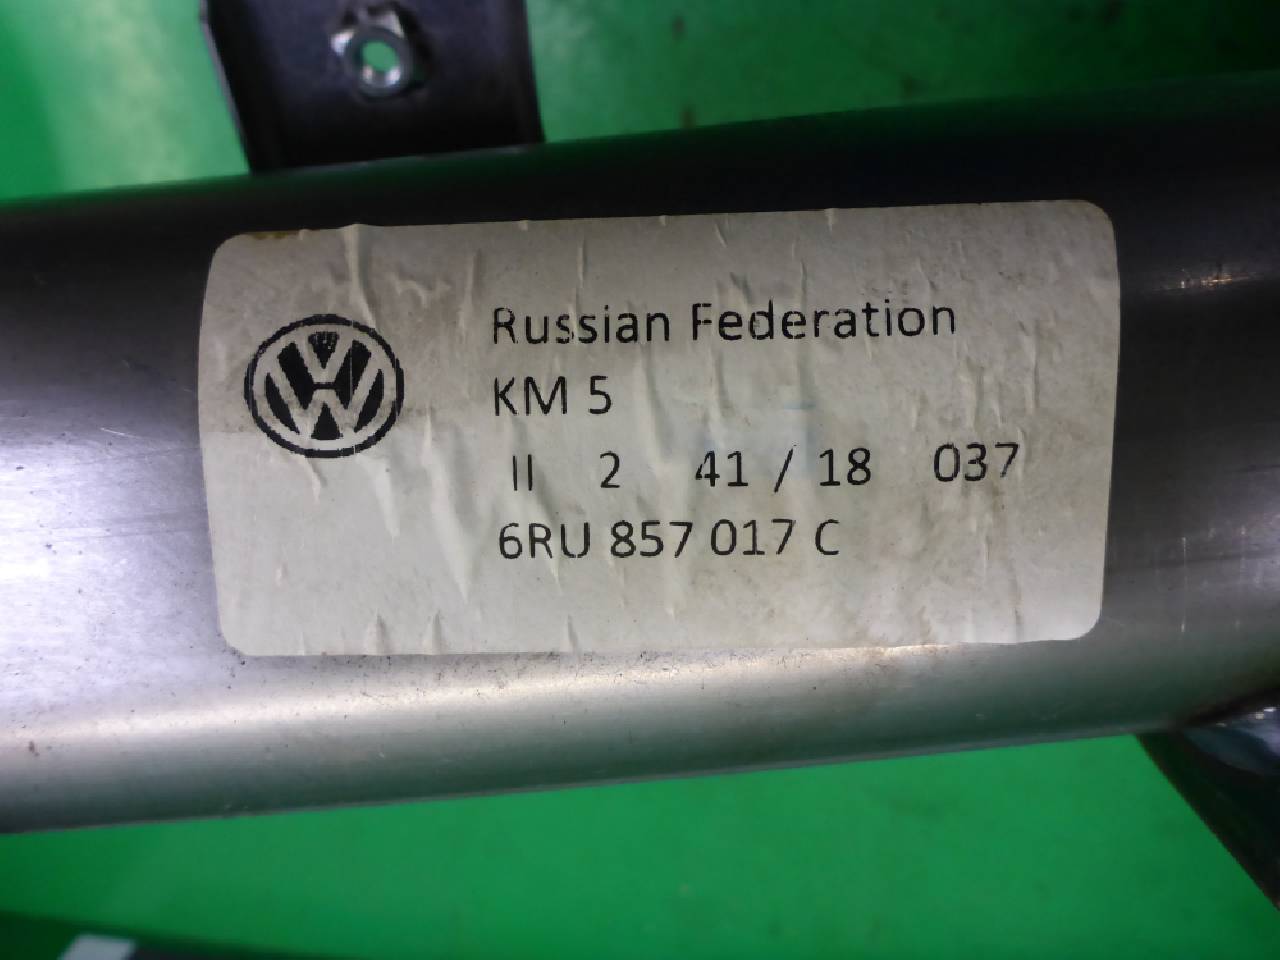 Russian Federation
KM 5
II 2 41 / 18 037
6RU 857 017 C